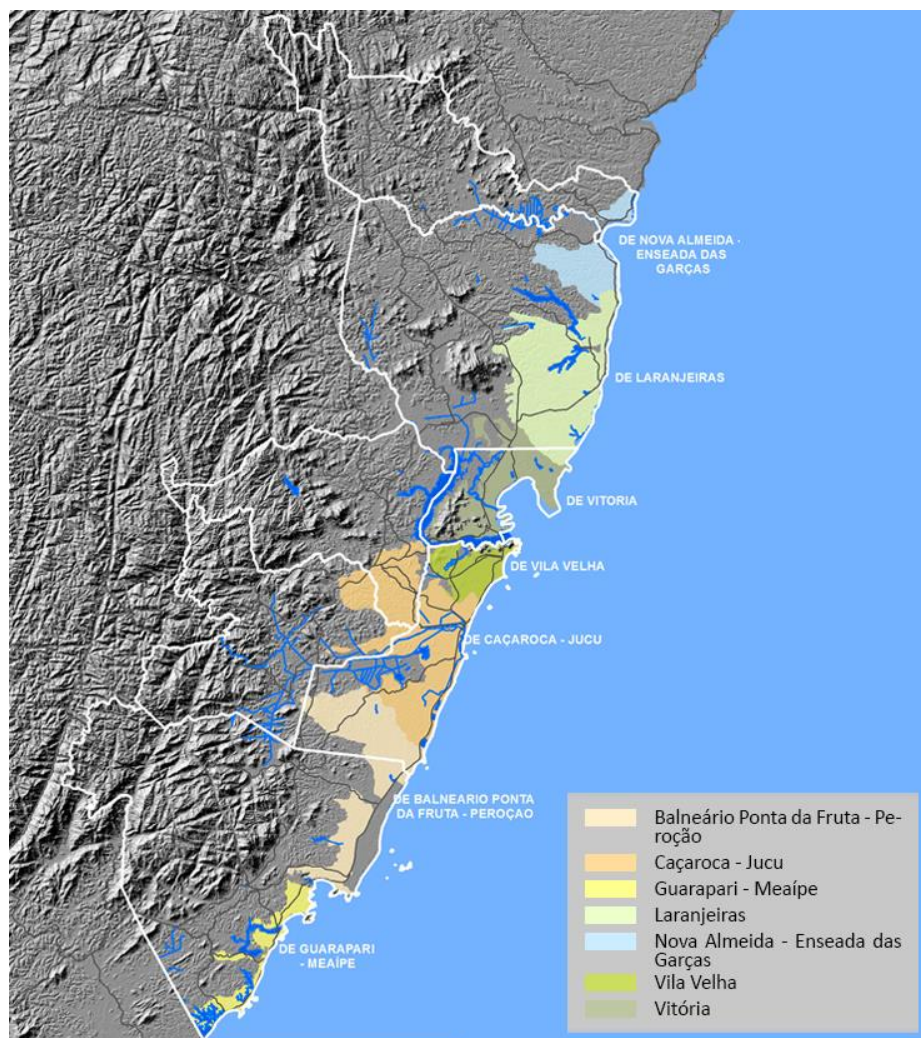 DE NOVA ALMEIDA -
ENSEADA DAS
GARÇAS
DE LARANJEIRAS
DE VITORIA
DE VILA VELHA
DE CAÇAROCA - JUCU
DE BALNEARIO PONTA
DA FRUTA - PEROÇAO
DE GUARAPARI
- MEAÍPE
Balneário Ponta da Fruta - Pe-
roção
Caçaroca - Jucu
Guarapari - Meaípe
Laranjeiras
Nova Almeida - Enseada das
Garças
Vila Velha
Vitória